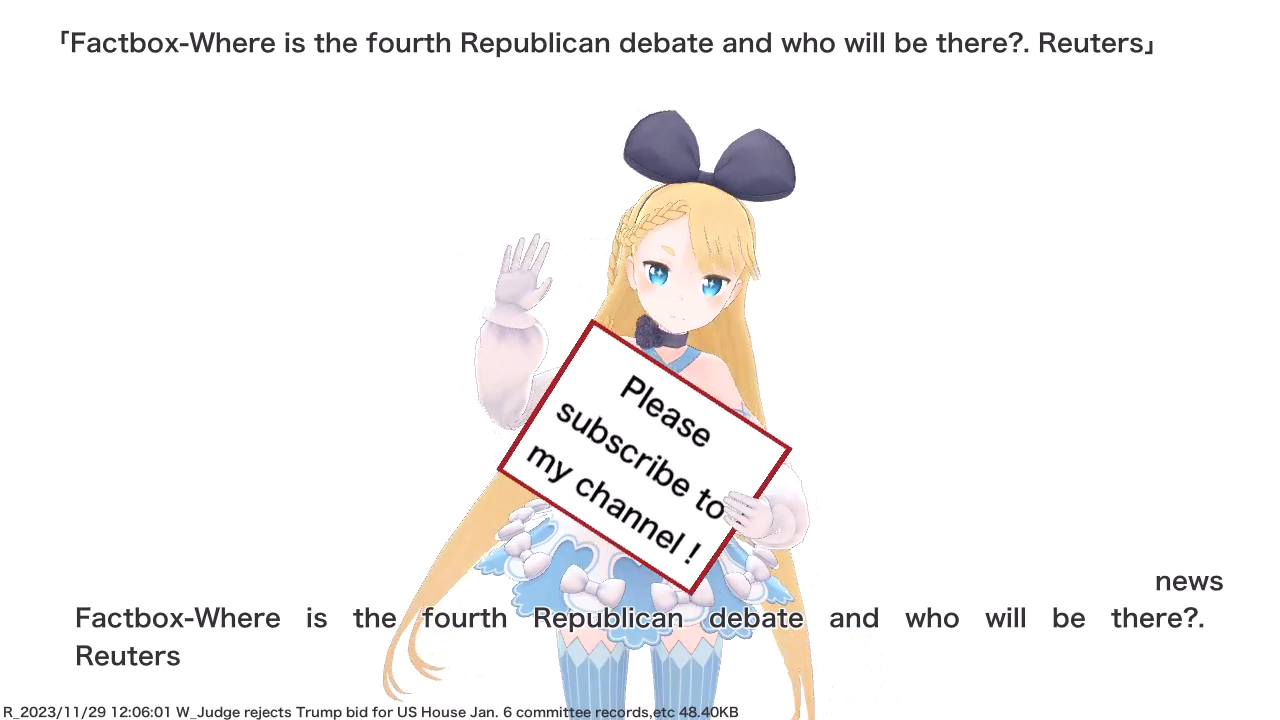 「Factbox-Where is the fourth Republican debate and who will be there?. Reuters」
Please
subscribe to
my channel !
news
Factbox-Where is the fourth Republican debate and who will be there?.
Reuters
R_2023/11/29 12:06:01 W_Judge rejects Trump bid for US House Jan. 6 committee records,etc 48.40KB